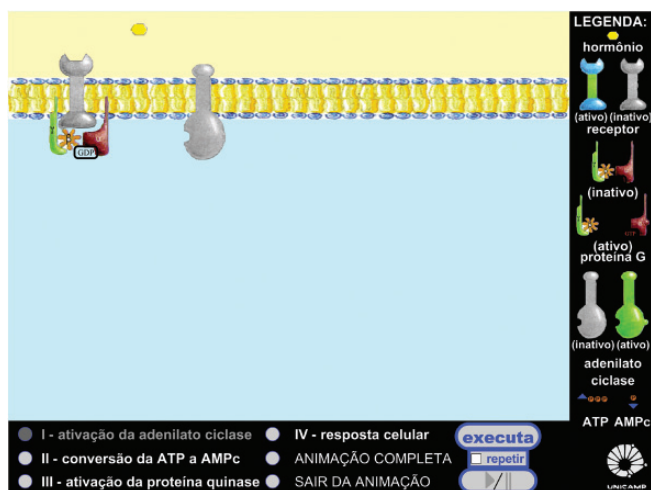 LEGENDA:
hormônio
(ativo) (inativo)
receptor
(inativo)
(ativo)
proteína G
(inativo) (ativo)
adenilato
ciclase
ATP AMPc
UNICAMP
GDP
I - ativação da adenilato ciclase
II - conversão da ATP a AMPc
III - ativação da proteína quinase
IV - resposta celular
ANIMAÇÃO COMPLETA
SAIR DA ANIMAÇÃO
executa
repetir